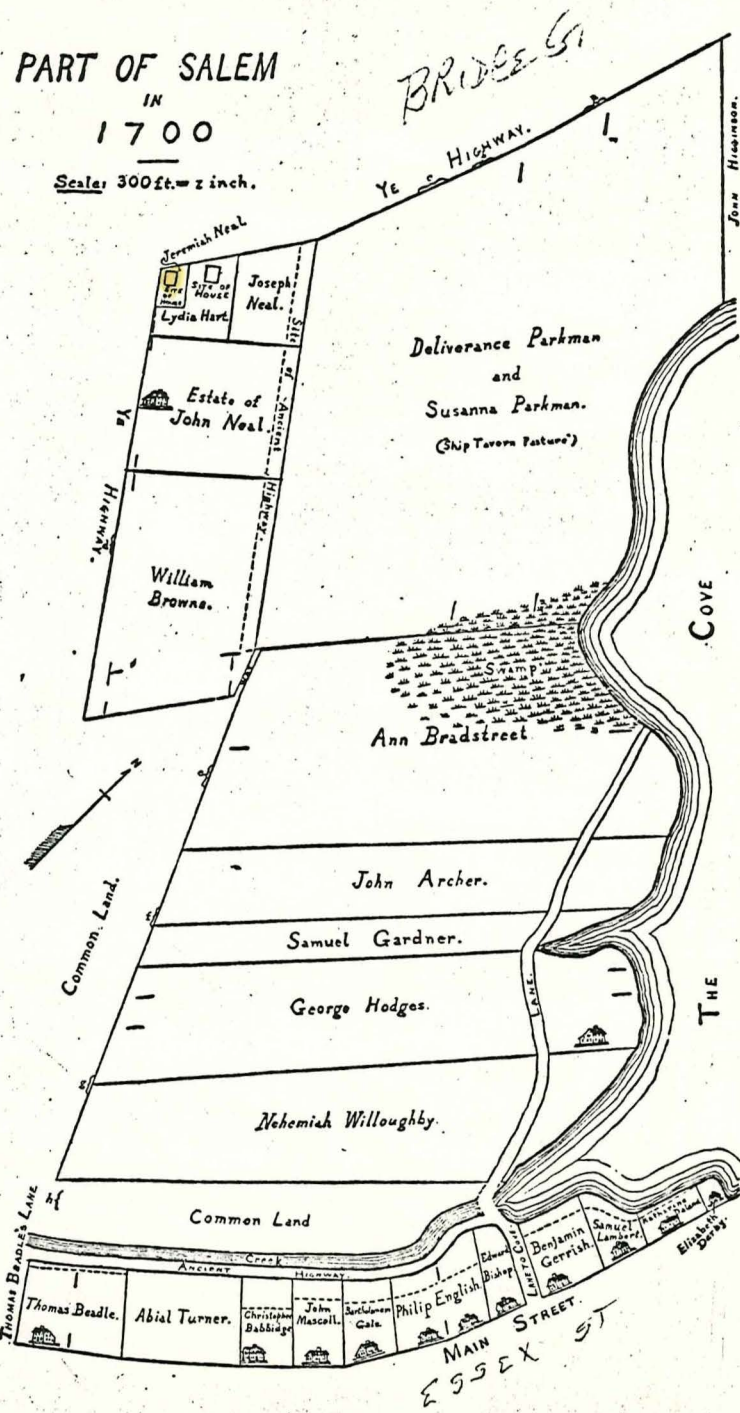 PART OF SALEM
IN
1700
Scale: 300 ft. = 2 inch.
BRIDGE St
YE HIGHWAY.
JOHN HIGGINSON.
Jeremiah Neal
SITE OF HOUSE
SITE OF HOUSE
Lydia Hart
Joseph
Neal.
Site of Ancient Highway.
Deliverance Parkman
and
Susanna Parkman.
("Ship Tavern Pasture")
Estate of
John Neal.
YE HIGHWAY.
William
Browne.
THE COVE
Swamp
Ann Bradstreet
N
Common Land.
John Archer.
Samuel Gardner.
LANE.
George Hodges.
Nehemiah Willoughby.
Common Land
Creek
ANCIENT HIGHWAY.
THOMAS BEADLE'S LANE
Thomas Beadle.
Abial Turner.
Christopher
Babbidge
John
Mascoll.
Bartholomew
Gale.
Philip English.
Edward
Bishop.
Benjamin
Gerrish.
Samuel
Lambert.
Elizabeth
Derby.
MAIN STREET.
ESSEX ST